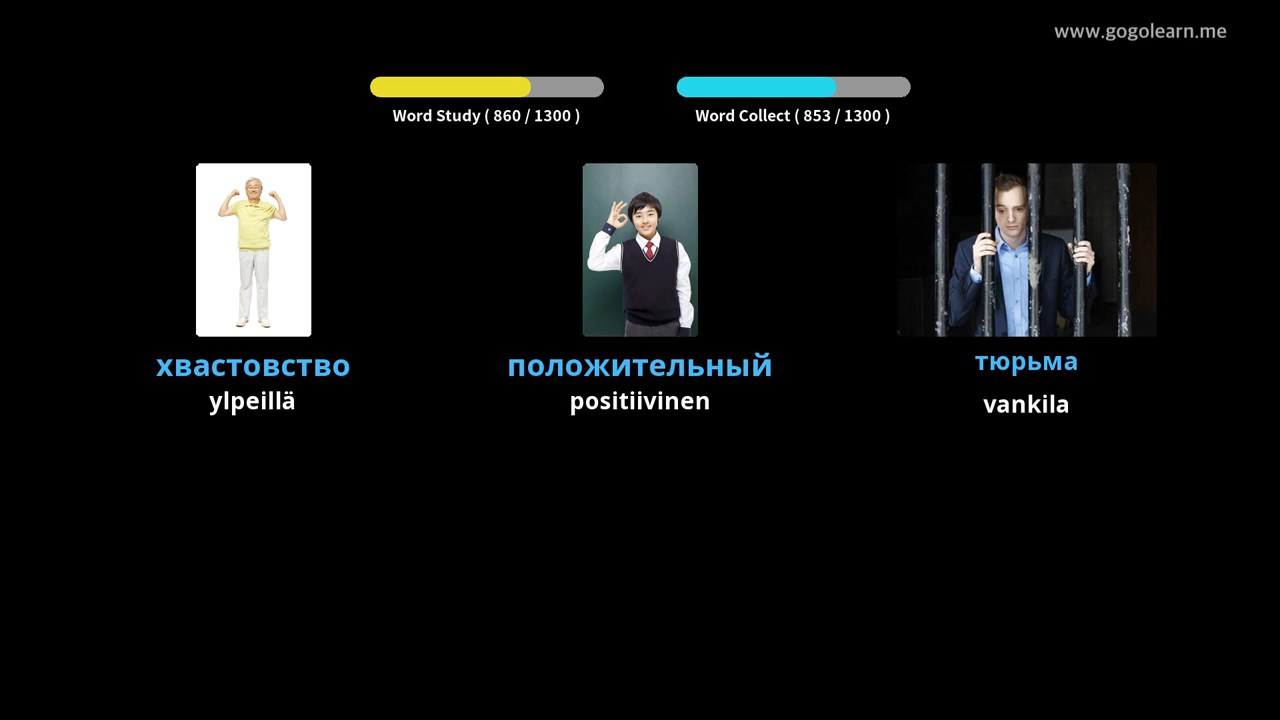 www.gogolearn.me
Word Study ( 860 / 1300 )
Word Collect ( 853 / 1300 )
хвастовство
ylpeillä
положительный
positiivinen
тюрьма
vankila